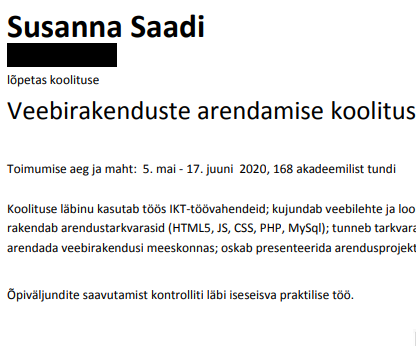 Susanna Saadi
lõpetas koolituse
Veebirakenduste arendamise koolitus
Toimumise aeg ja maht: 5. mai - 17. juuni 2020, 168 akadeemilist tundi
Koolituse läbinu kasutab töös IKT-töövahendeid; kujundab veebilehte ja loo
rakendab arendustarkvarasid (HTML5, JS, CSS, PHP, MySql); tunneb tarkvara
arendada veebirakendusi meeskonnas; oskab presenteerida arendusprojekt
Õpiväljundite saavutamist kontrolliti läbi iseseisva praktilise töö.